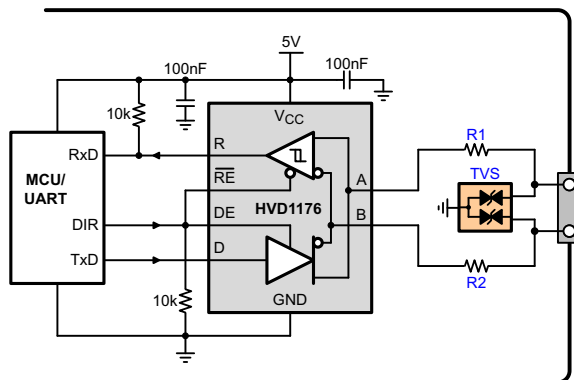 5V
100nF
100nF
VCC
10k
R1
RxD
R
TVS
RE
A
MCU/
UART
HVD1176
DIR
DE
B
TxD
D
R2
10k
GND